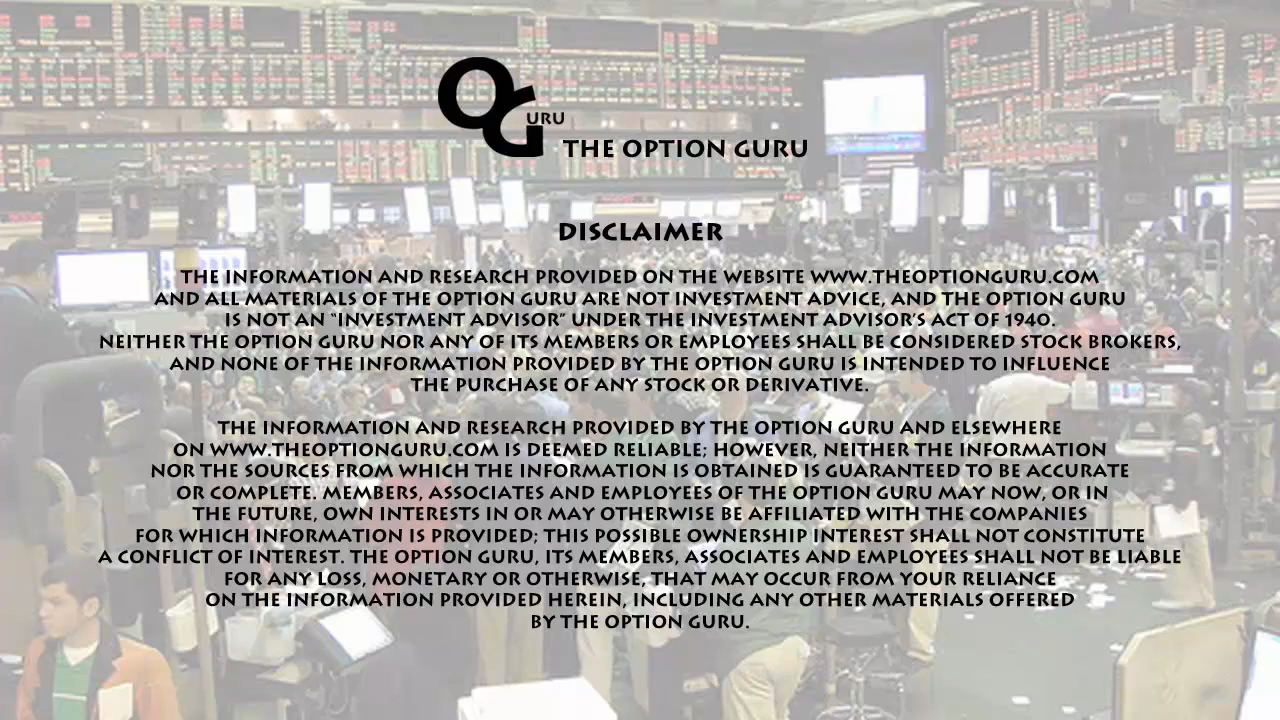 OG URU
THE OPTION GURU
DISCLAIMER
THE INFORMATION AND RESEARCH PROVIDED ON THE WEBSITE WWW.THEOPTIONGURU.COM
AND ALL MATERIALS OF THE OPTION GURU ARE NOT INVESTMENT ADVICE, AND THE OPTION GURU
IS NOT AN “INVESTMENT ADVISOR” UNDER THE INVESTMENT ADVISOR’S ACT OF 1940.
NEITHER THE OPTION GURU NOR ANY OF ITS MEMBERS OR EMPLOYEES SHALL BE CONSIDERED STOCK BROKERS,
AND NONE OF THE INFORMATION PROVIDED BY THE OPTION GURU IS INTENDED TO INFLUENCE
THE PURCHASE OF ANY STOCK OR DERIVATIVE.
THE INFORMATION AND RESEARCH PROVIDED BY THE OPTION GURU AND ELSEWHERE
ON WWW.THEOPTIONGURU.COM IS DEEMED RELIABLE; HOWEVER, NEITHER THE INFORMATION
NOR THE SOURCES FROM WHICH THE INFORMATION IS OBTAINED IS GUARANTEED TO BE ACCURATE
OR COMPLETE. MEMBERS, ASSOCIATES AND EMPLOYEES OF THE OPTION GURU MAY NOW, OR IN
THE FUTURE, OWN INTERESTS IN OR MAY OTHERWISE BE AFFILIATED WITH THE COMPANIES
FOR WHICH INFORMATION IS PROVIDED; THIS POSSIBLE OWNERSHIP INTEREST SHALL NOT CONSTITUTE
A CONFLICT OF INTEREST. THE OPTION GURU, ITS MEMBERS, ASSOCIATES AND EMPLOYEES SHALL NOT BE LIABLE
FOR ANY LOSS, MONETARY OR OTHERWISE, THAT MAY OCCUR FROM YOUR RELIANCE
ON THE INFORMATION PROVIDED HEREIN, INCLUDING ANY OTHER MATERIALS OFFERED
BY THE OPTION GURU.